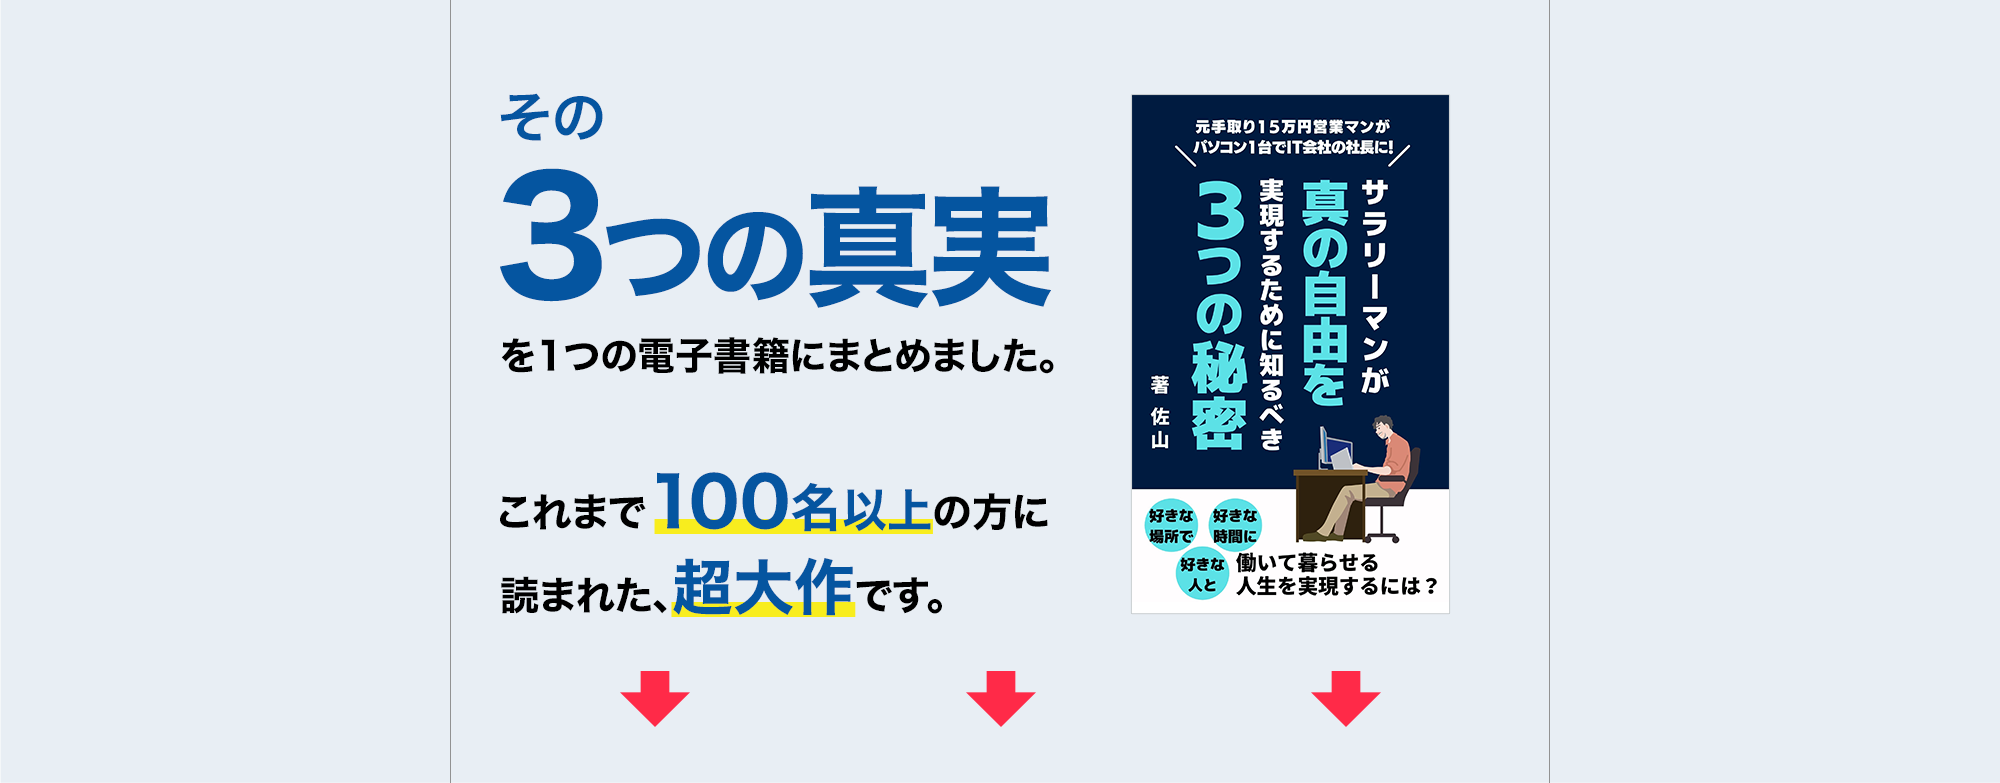 その
3つの真実
を1つの電子書籍にまとめました。
これまで100名以上の方に
読まれた、超大作です。
元手取り15万円営業マンが
パソコン1台でIT会社の社長に!
サラリーマンが
真の自由を
実現するために知るべき
3つの秘密
著 佐山
好きな
場所で
好きな
時間に
好きな
人と
働いて暮らせる
人生を実現するには？